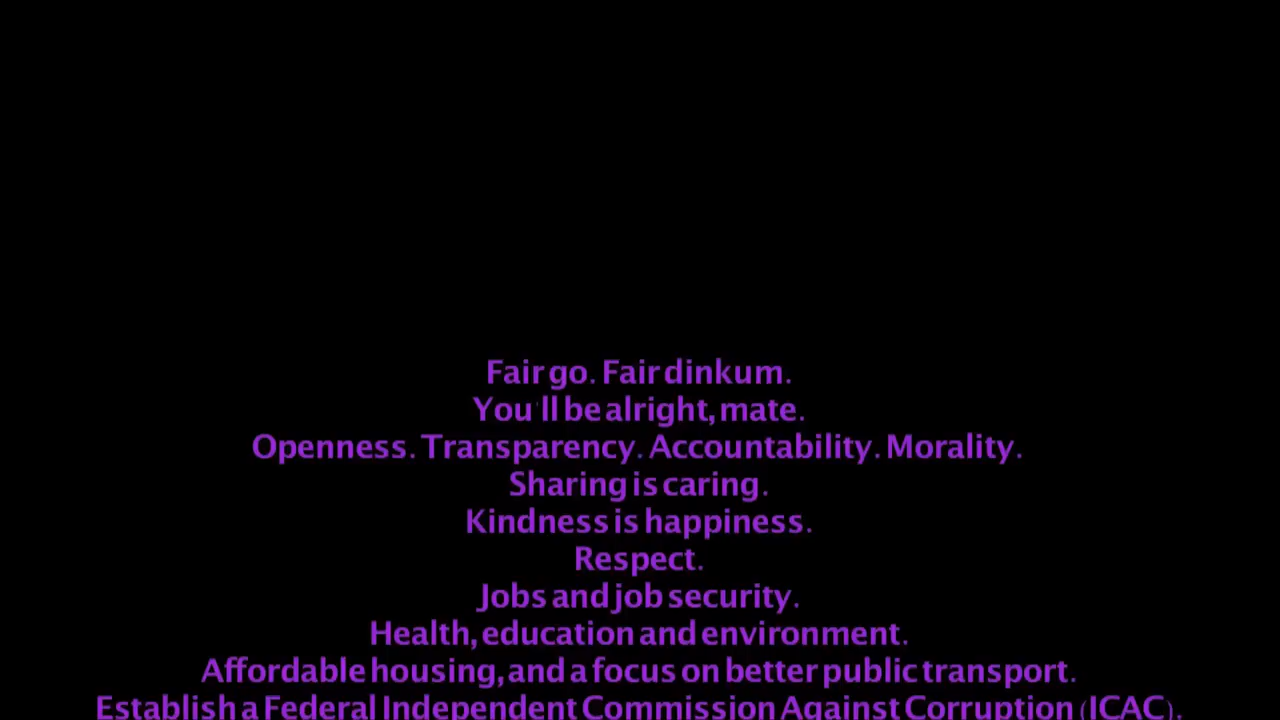 Fair go. Fair dinkum.
You'll be alright, mate.
Openness. Transparency. Accountability. Morality.
Sharing is caring.
Kindness is happiness.
Respect.
Jobs and job security.
Health, education and environment.
Affordable housing, and a focus on better public transport.
Establish a Federal Independent Commission Against Corruption (ICAC).